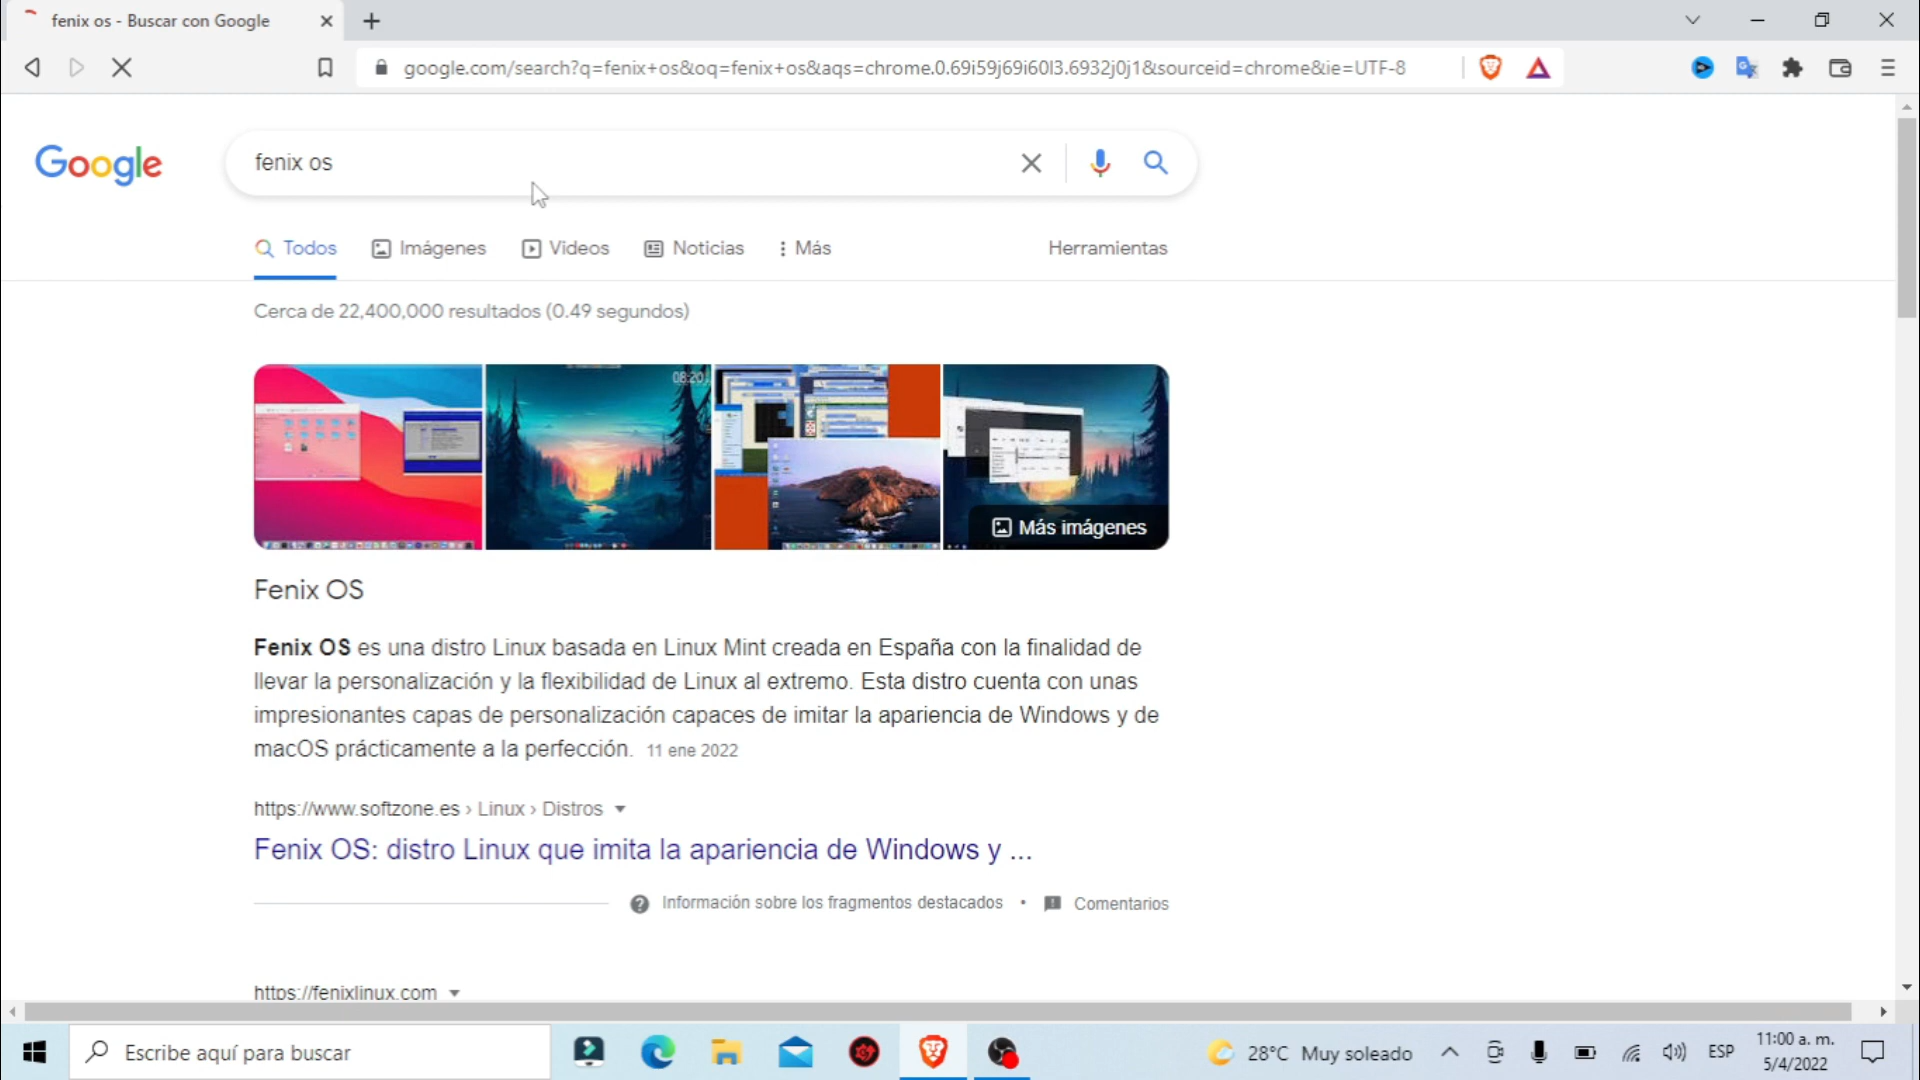 fenix os - Buscar con Google
google.com/search?q=fenix+os&oq=fenix+os&aqs=chrome.0.69i59j69i60l3.6932j0j1&sourceid=chrome&ie=UTF-8
Google
fenix os
Todos
Imágenes
Videos
Noticias
Más
Herramientas
Cerca de 22,400,000 resultados (0.49 segundos)
08:20
Más imágenes
Fenix OS
Fenix OS es una distro Linux basada en Linux Mint creada en España con la finalidad de
llevar la personalización y la flexibilidad de Linux al extremo. Esta distro cuenta con unas
impresionantes capas de personalización capaces de imitar la apariencia de Windows y de
macOS prácticamente a la perfección. 11 ene 2022
https://www.softzone.es › Linux › Distros
Fenix OS: distro Linux que imita la apariencia de Windows y ...
Información sobre los fragmentos destacados • Comentarios
https://fenixlinux.com
Escribe aquí para buscar
28°C Muy soleado
ESP
11:00 a. m.
5/4/2022